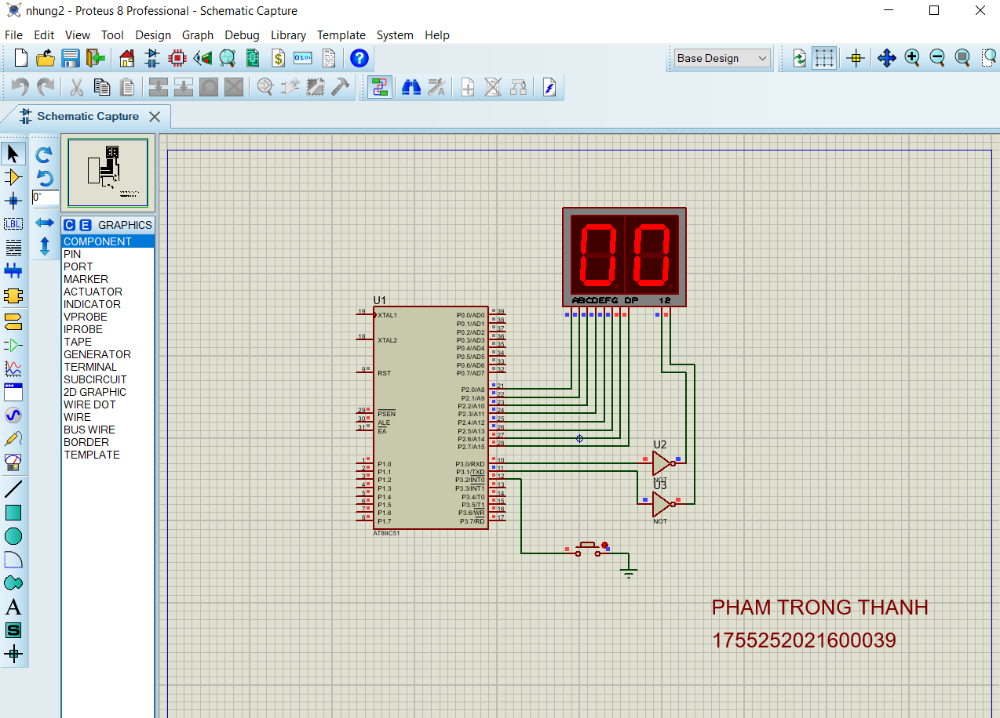 nhung2 - Proteus 8 Professional - Schematic Capture
File Edit View Tool Design Graph Debug Library Template System Help
Base Design
Schematic Capture
0°
LBL
C E GRAPHICS
COMPONENT
PIN
PORT
MARKER
ACTUATOR
INDICATOR
VPROBE
IPROBE
TAPE
GENERATOR
TERMINAL
SUBCIRCUIT
2D GRAPHIC
WIRE DOT
WIRE
BUS WIRE
BORDER
TEMPLATE
A
S
00
ABCDEFG DP 12
U1
19 XTAL1
18 XTAL2
9 RST
29 PSEN
30 ALE
31 EA
1 P1.0
2 P1.1
3 P1.2
4 P1.3
5 P1.4
6 P1.5
7 P1.6
8 P1.7
P0.0/AD0 39
P0.1/AD1 38
P0.2/AD2 37
P0.3/AD3 36
P0.4/AD4 35
P0.5/AD5 34
P0.6/AD6 33
P0.7/AD7 32
P2.0/A8 21
P2.1/A9 22
P2.2/A10 23
P2.3/A11 24
P2.4/A12 25
P2.5/A13 26
P2.6/A14 27
P2.7/A15 28
P3.0/RXD 10
P3.1/TXD 11
P3.2/INT0 12
P3.3/INT1 13
P3.4/T0 14
P3.5/T1 15
P3.6/WR 16
P3.7/RD 17
AT89C51
U2
NOT
U3
NOT
PHAM TRONG THANH
1755252021600039